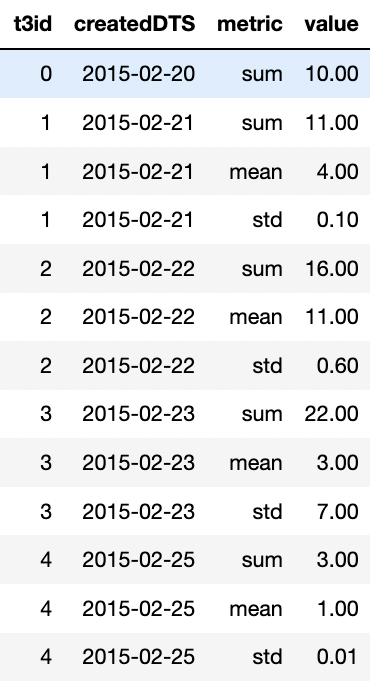 t3id createdDTS metric value
0 2015-02-20 sum 10.00
1 2015-02-21 sum 11.00
1 2015-02-21 mean 4.00
1 2015-02-21 std 0.10
2 2015-02-22 sum 16.00
2 2015-02-22 mean 11.00
2 2015-02-22 std 0.60
3 2015-02-23 sum 22.00
3 2015-02-23 mean 3.00
3 2015-02-23 std 7.00
4 2015-02-25 sum 3.00
4 2015-02-25 mean 1.00
4 2015-02-25 std 0.01